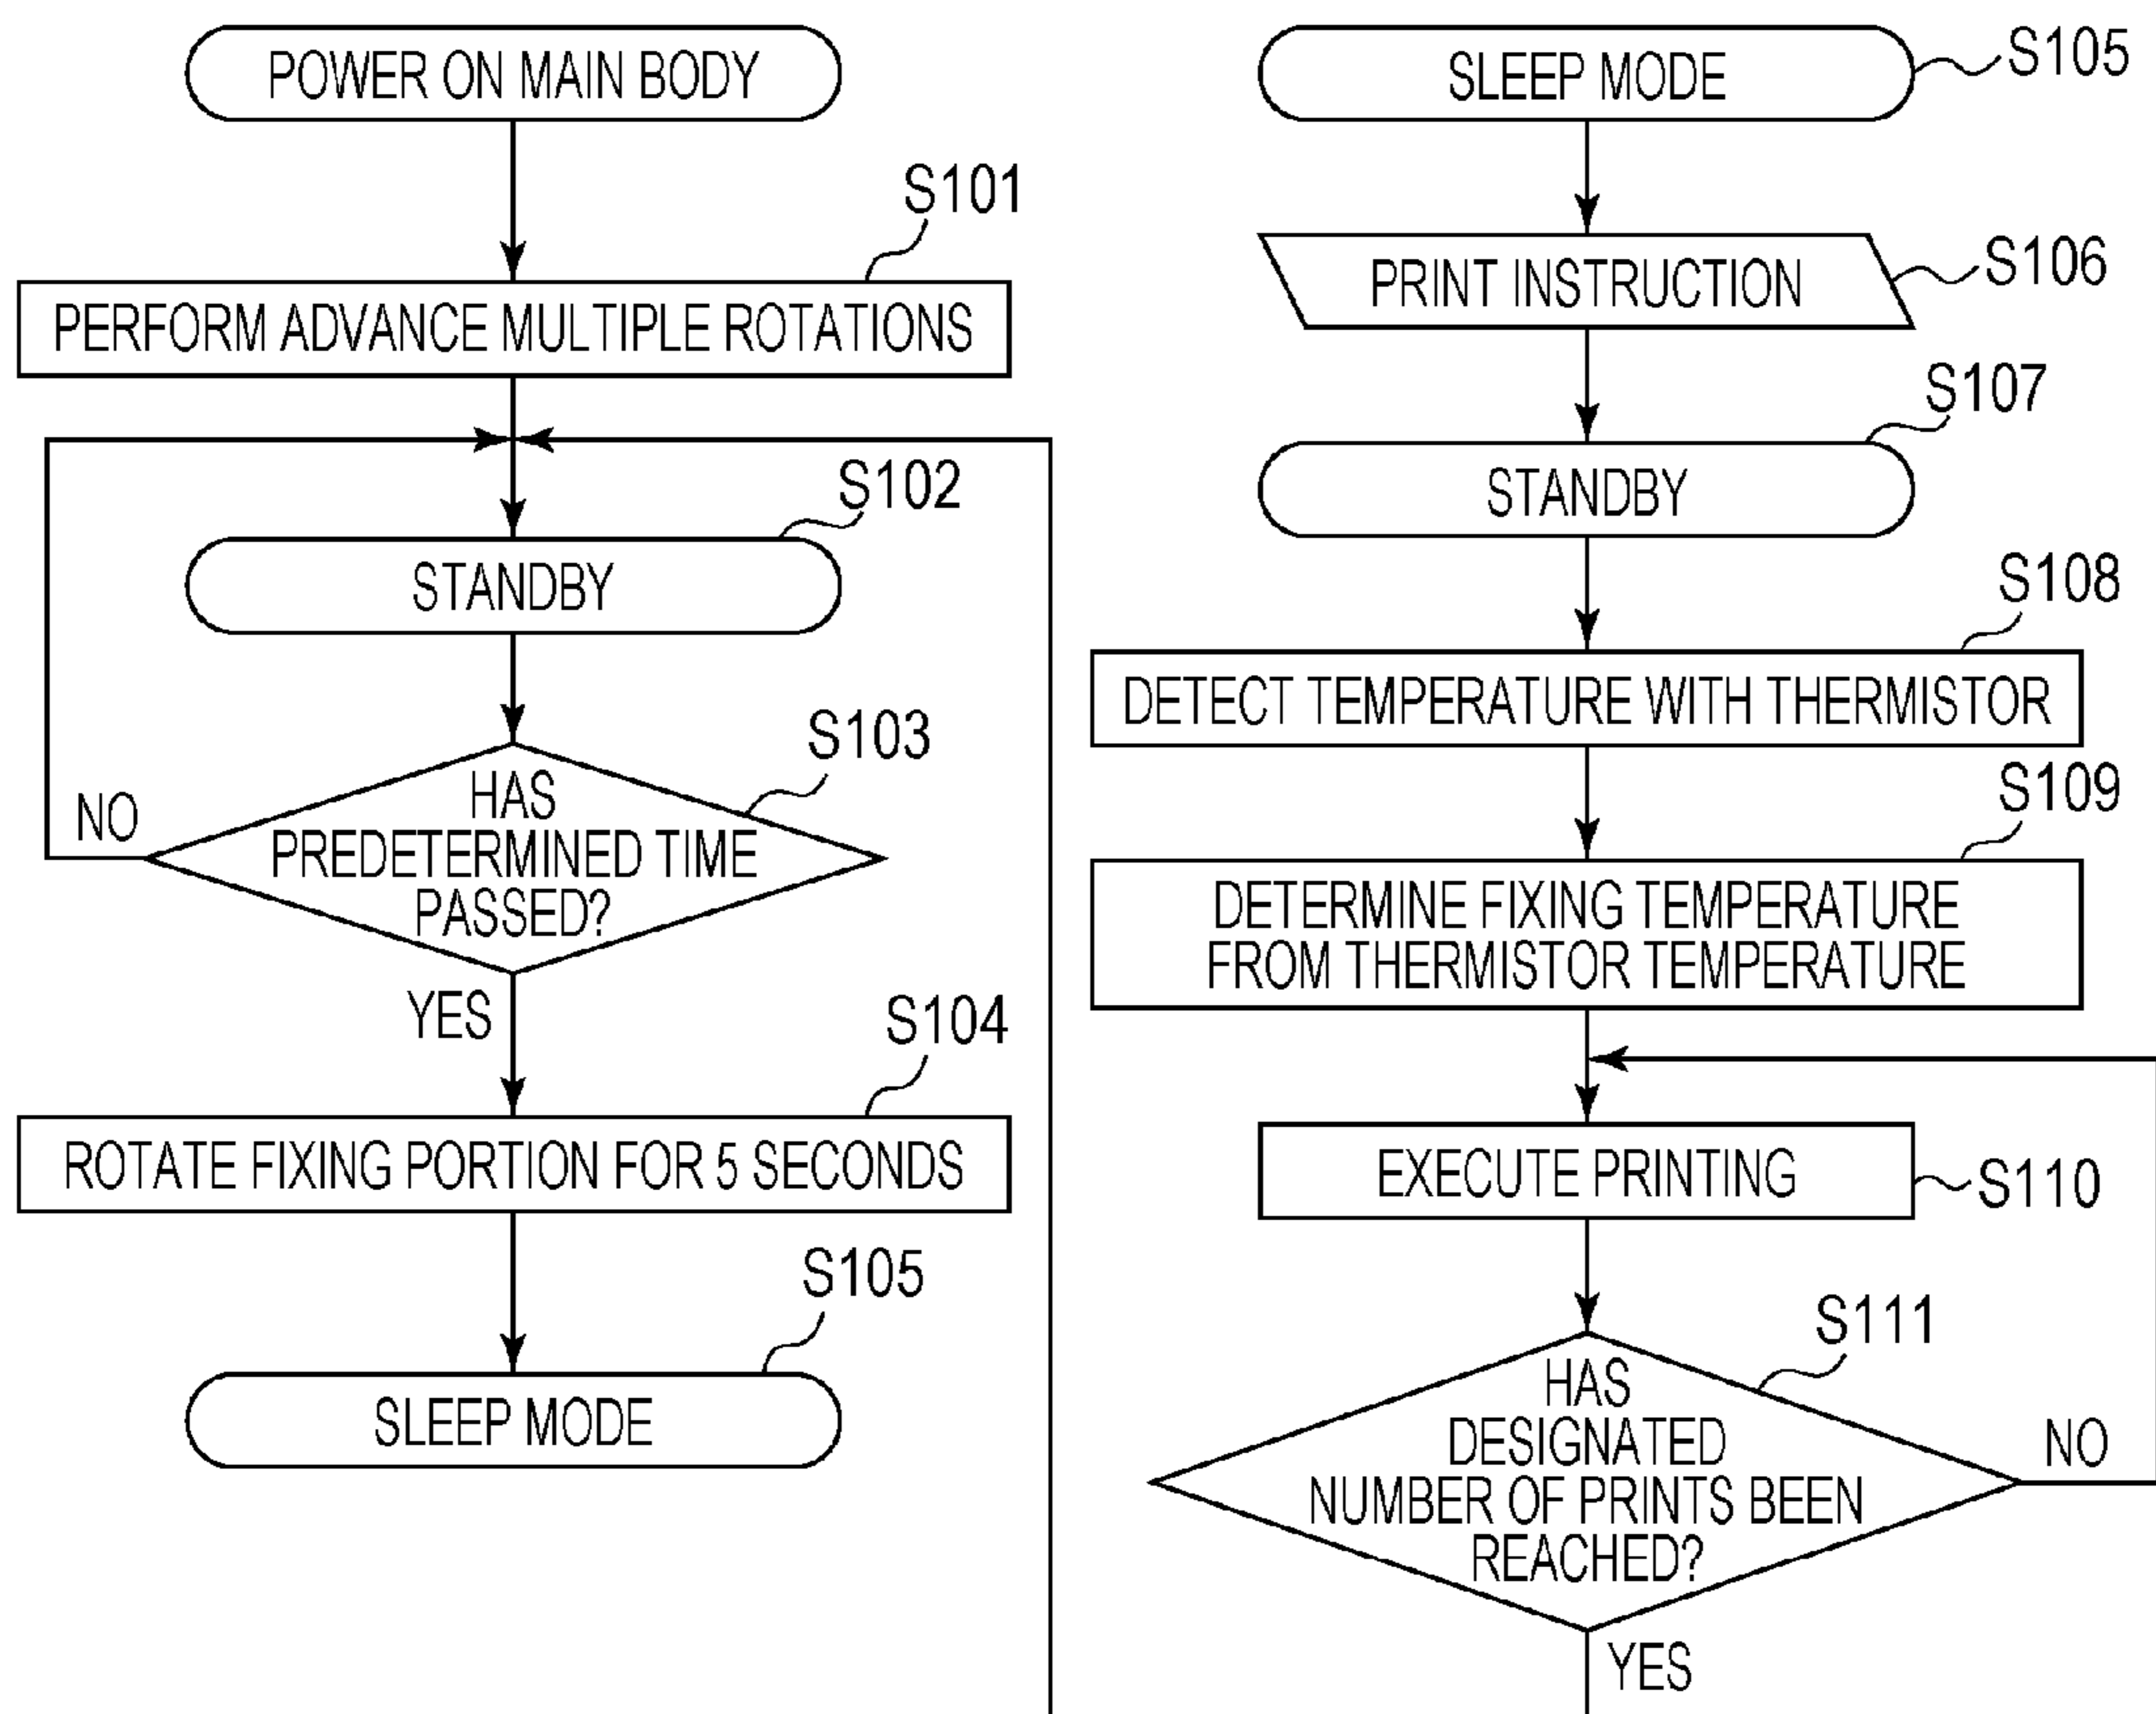 POWER ON MAIN BODY
S101
PERFORM ADVANCE MULTIPLE ROTATIONS
S102
STANDBY
S103
HAS
PREDETERMINED TIME
PASSED?
NO
YES
S104
ROTATE FIXING PORTION FOR 5 SECONDS
S105
SLEEP MODE
SLEEP MODE
S105
PRINT INSTRUCTION
S106
S107
STANDBY
S108
DETECT TEMPERATURE WITH THERMISTOR
S109
DETERMINE FIXING TEMPERATURE
FROM THERMISTOR TEMPERATURE
EXECUTE PRINTING
S110
S111
HAS
DESIGNATED
NUMBER OF PRINTS BEEN
REACHED?
NO
YES